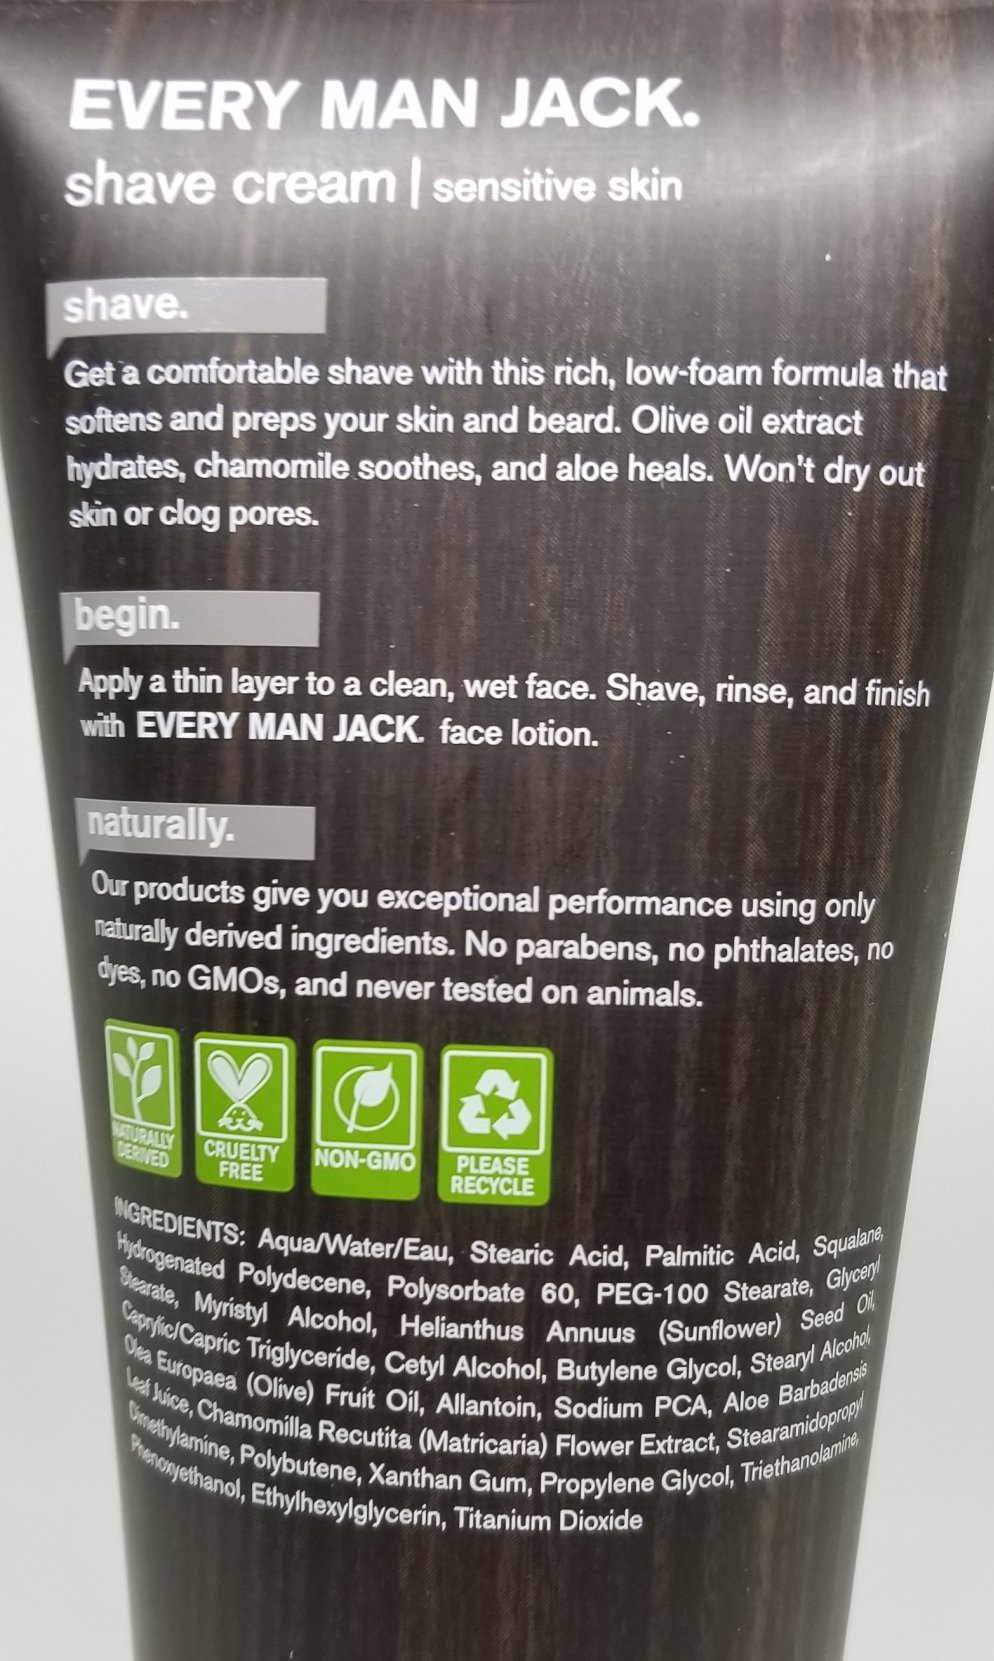 EVERY MAN JACK.
shave cream | sensitive skin
shave.
Get a comfortable shave with this rich, low-foam formula that
softens and preps your skin and beard. Olive oil extract
hydrates, chamomile soothes, and aloe heals. Won't dry out
skin or clog pores.
begin.
Apply a thin layer to a clean, wet face. Shave, rinse, and finish
with EVERY MAN JACK. face lotion.
naturally.
Our products give you exceptional performance using only
naturally derived ingredients. No parabens, no phthalates, no
dyes, no GMOs, and never tested on animals.
NATURALLY
DERIVED
CRUELTY
FREE
NON-GMO
PLEASE
RECYCLE
INGREDIENTS: Aqua/Water/Eau, Stearic Acid, Palmitic Acid, Squalane,
Hydrogenated Polydecene, Polysorbate 60, PEG-100 Stearate, Glyceryl
Stearate, Myristyl Alcohol, Helianthus Annuus (Sunflower) Seed Oil,
Caprylic/Capric Triglyceride, Cetyl Alcohol, Butylene Glycol, Stearyl Alcohol,
Olea Europaea (Olive) Fruit Oil, Allantoin, Sodium PCA, Aloe Barbadensis
Leaf Juice, Chamomilla Recutita (Matricaria) Flower Extract, Stearamidopropyl
Dimethylamine, Polybutene, Xanthan Gum, Propylene Glycol, Triethanolamine,
Phenoxyethanol, Ethylhexylglycerin, Titanium Dioxide